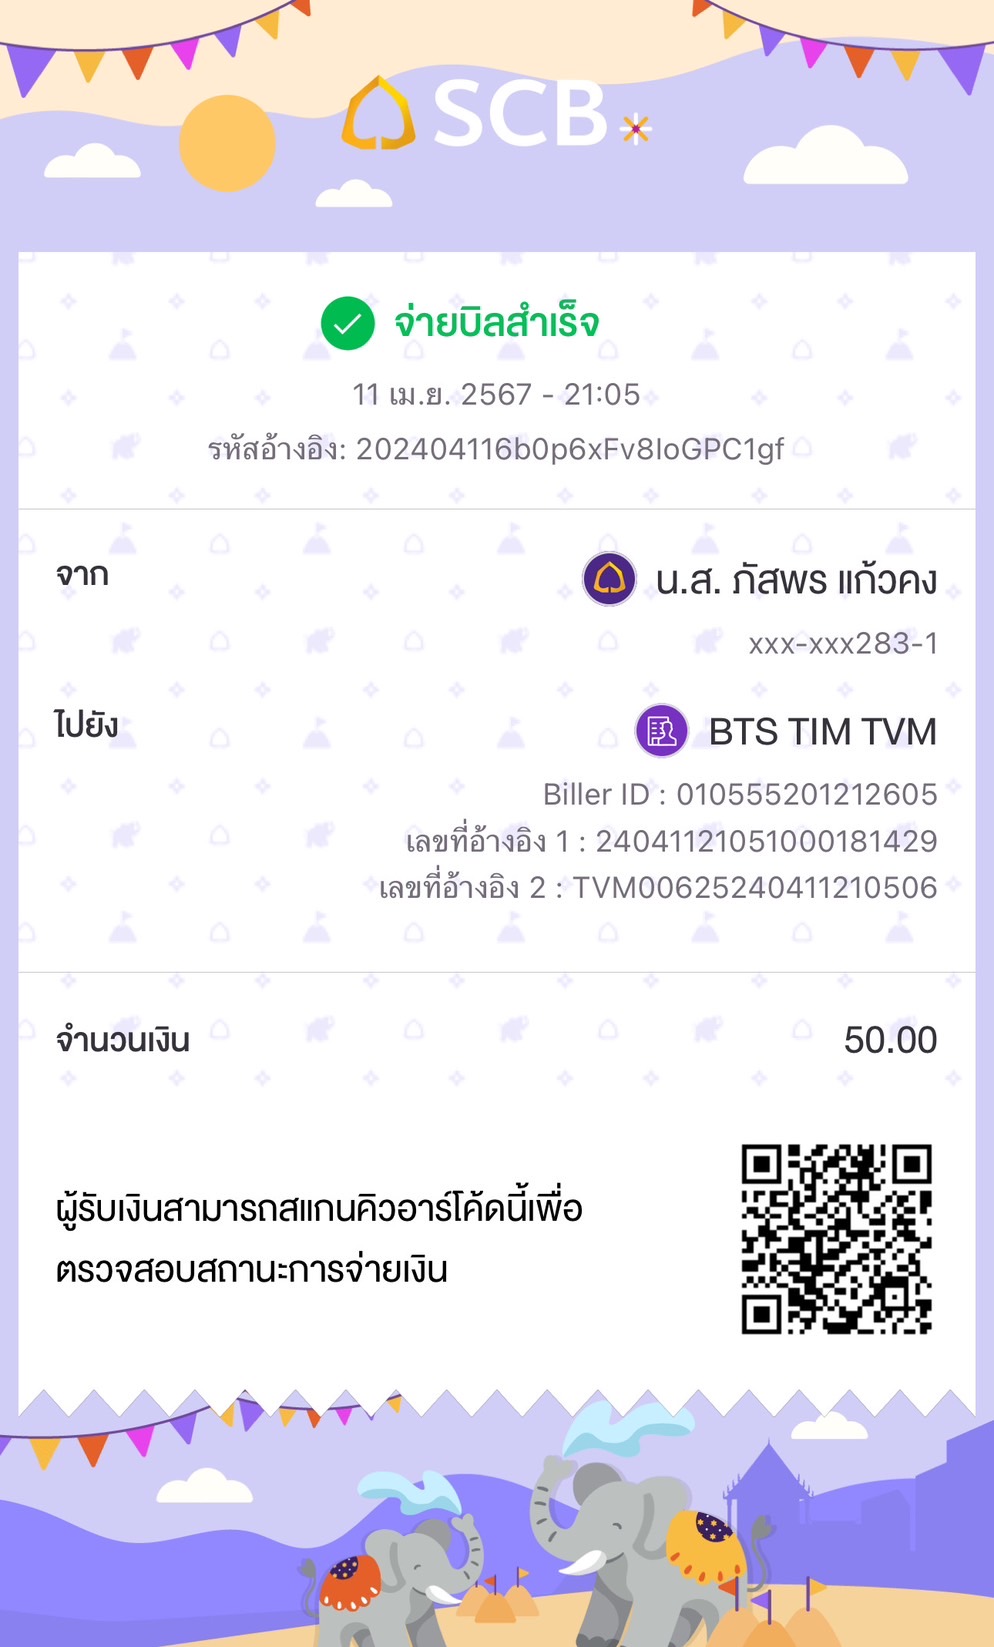 SCB
จ่ายบิลสำเร็จ
11 เม.ย. 2567 - 21:05
รหัสอ้างอิง: 202404116b0p6xFv8IoGPC1gf
จาก
น.ส. ภัสพร แก้วคง
xxx-xxx283-1
ไปยัง
BTS TIM TVM
Biller ID : 010555201212605
เลขที่อ้างอิง 1 : 24041121051000181429
เลขที่อ้างอิง 2 : TVM00625240411210506
จำนวนเงิน
50.00
ผู้รับเงินสามารถสแกนคิวอาร์โค้ดนี้เพื่อ
ตรวจสอบสถานะการจ่ายเงิน